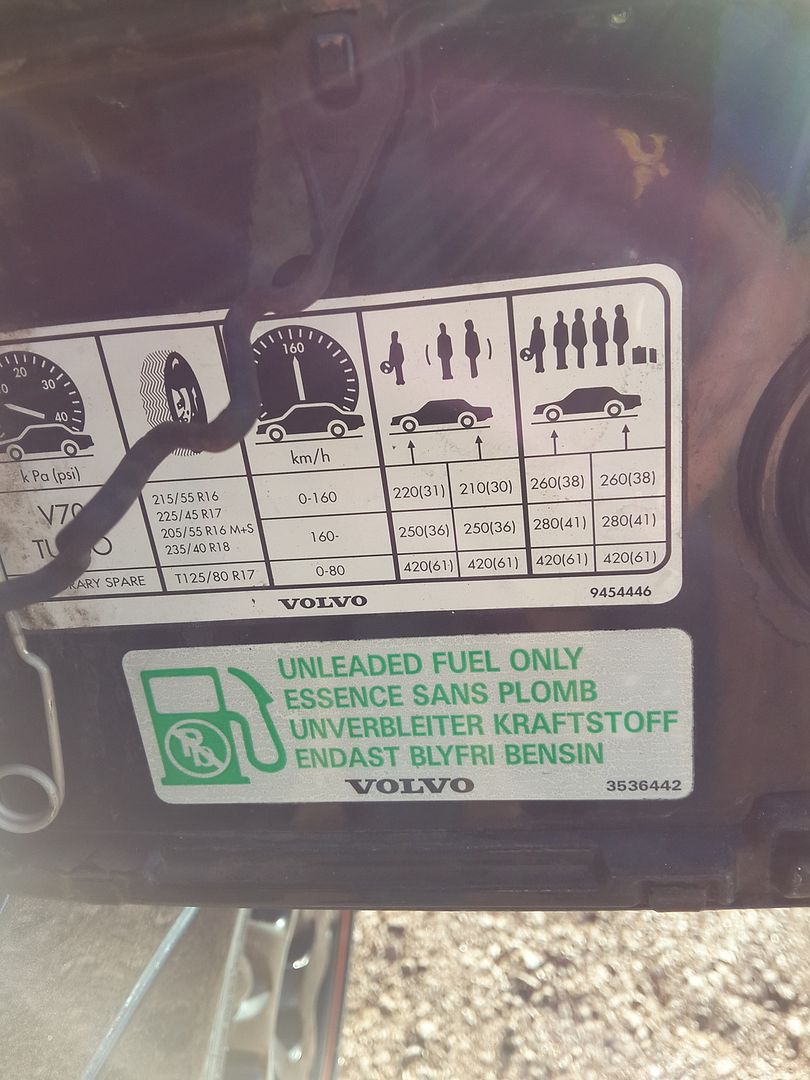 20
30
40
160
k Pa (psi)
km/h
V70
215/55 R16
225/45 R17
205/55 R16 M+S
235/40 R18
0-160
220(31) 210(30) 260(38) 260(38)
160-
250(36) 250(36) 280(41) 280(41)
SPARE T125/80 R17 0-80 420(61) 420(61) 420(61) 420(61)
VOLVO 9454446
UNLEADED FUEL ONLY
ESSENCE SANS PLOMB
UNVERBLEITER KRAFTSTOFF
ENDAST BLYFRI BENSIN
VOLVO 3536442